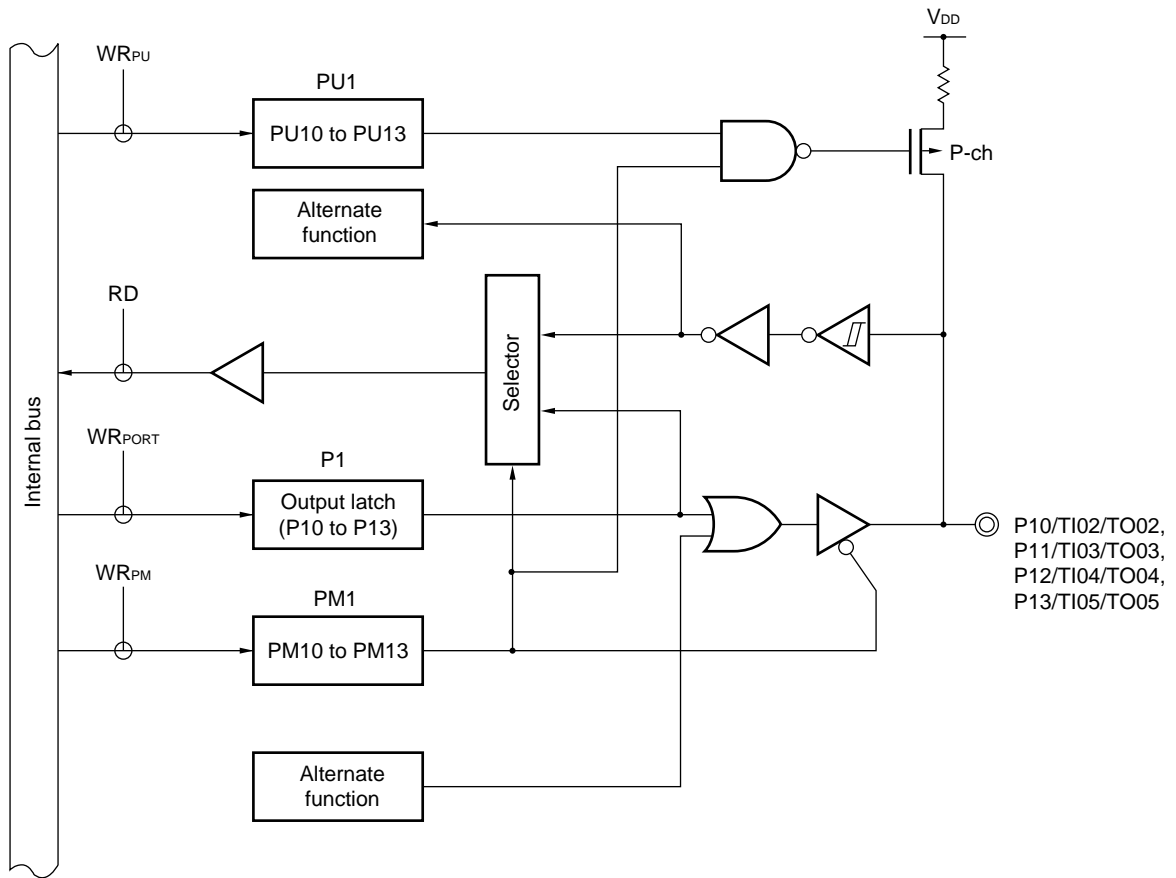 VDD
WRPU
PU1
PU10 to PU13
P-ch
Alternate
function
RD
Selector
Internal bus
WRPORT
P1
Output latch
(P10 to P13)
P10/TI02/TO02,
P11/TI03/TO03,
P12/TI04/TO04,
P13/TI05/TO05
WRPM
PM1
PM10 to PM13
Alternate
function